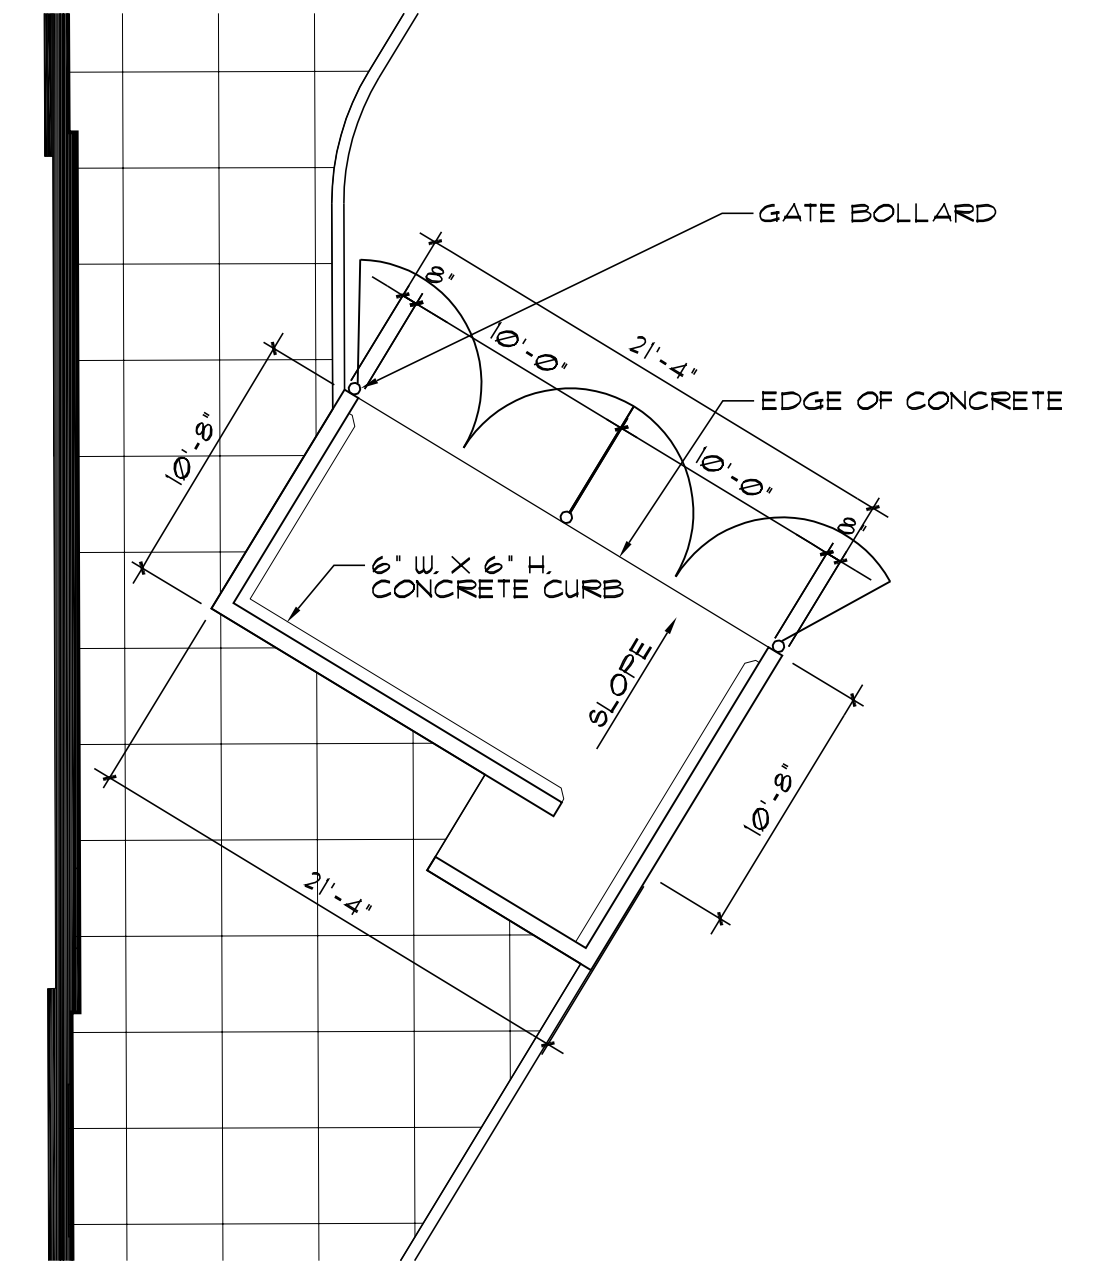 GATE BOLLARD
8"
10'-0"
21'-4"
EDGE OF CONCRETE
10'-8"
10'-0"
8"
6" W. X 6" H.
CONCRETE CURB
SLOPE
10'-8"
21'-4"